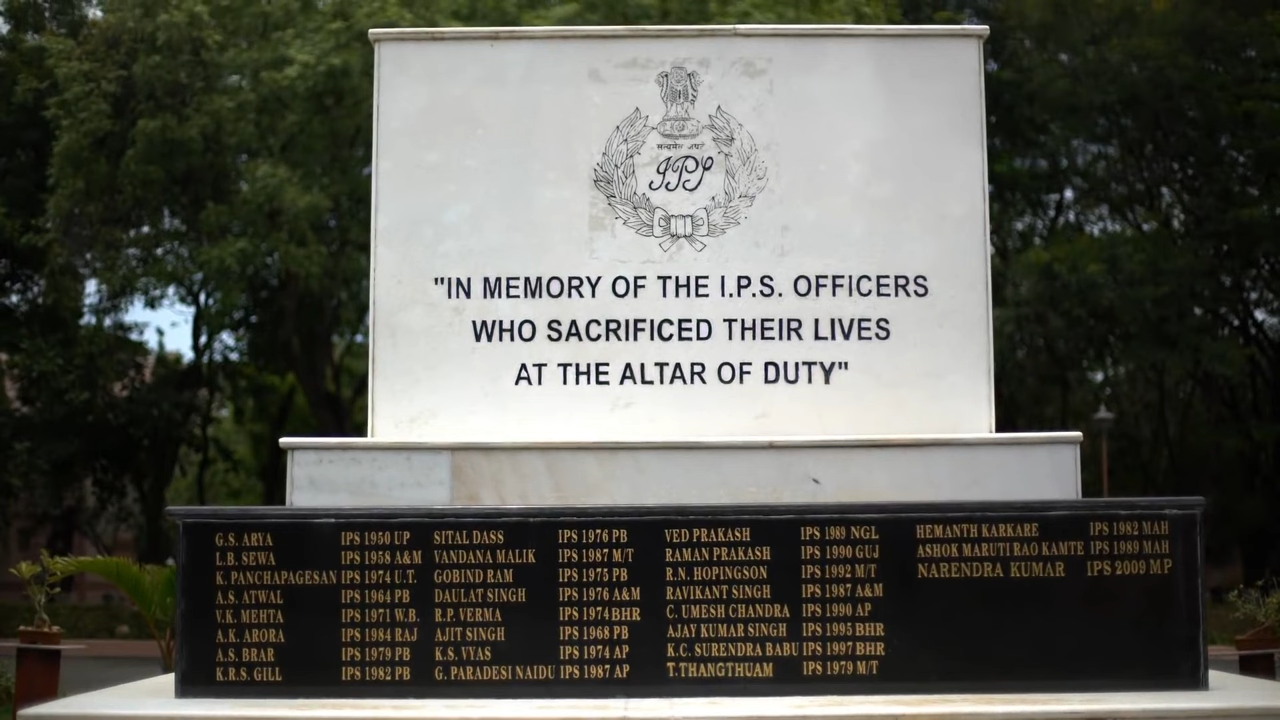 सत्यमेव जयते
IPS
"IN MEMORY OF THE I.P.S. OFFICERS
WHO SACRIFICED THEIR LIVES
AT THE ALTAR OF DUTY"
G.S. ARYA IPS 1950 UP
L.B. SEWA IPS 1958 A&M
K. PANCHAPAGESAN IPS 1974 U.T.
A.S. ATWAL IPS 1964 PB
V.K. MEHTA IPS 1971 W.B.
A.K. ARORA IPS 1984 RAJ
A.S. BRAR IPS 1979 PB
K.R.S. GILL IPS 1982 PB
SITAL DASS IPS 1976 PB
VANDANA MALIK IPS 1987 M/T
GOBIND RAM IPS 1975 PB
DAULAT SINGH IPS 1976 A&M
R.P. VERMA IPS 1974 BHR
AJIT SINGH IPS 1968 PB
K.S. VYAS IPS 1974 AP
G. PARADESI NAIDU IPS 1987 AP
VED PRAKASH IPS 1989 NGL
RAMAN PRAKASH IPS 1990 GUJ
R.N. HOPINGSON IPS 1992 M/T
RAVIKANT SINGH IPS 1987 A&M
C. UMESH CHANDRA IPS 1990 AP
AJAY KUMAR SINGH IPS 1995 BHR
K.C. SURENDRA BABU IPS 1997 BHR
T.THANGTHUAM IPS 1979 M/T
HEMANTH KARKARE IPS 1982 MAH
ASHOK MARUTI RAO KAMTE IPS 1989 MAH
NARENDRA KUMAR IPS 2009 MP